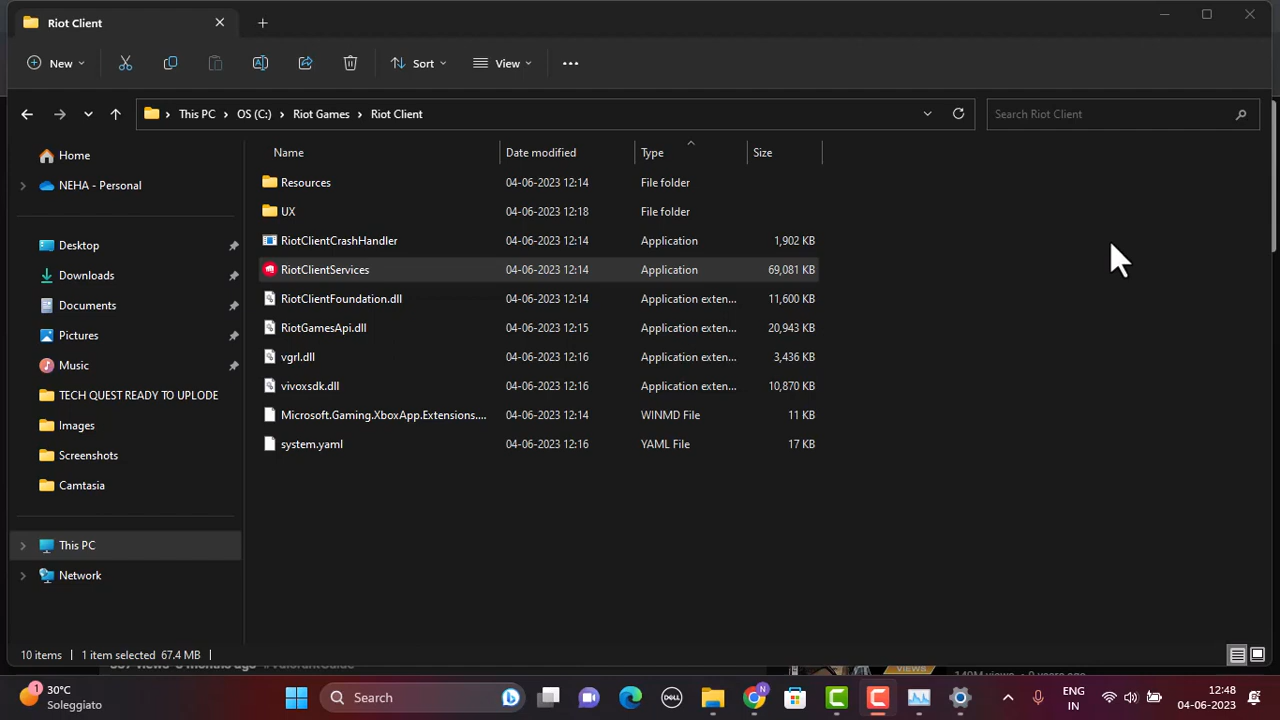 Riot Client
New
Sort
View
This PC > OS (C:) > Riot Games > Riot Client
Search Riot Client
Home
NEHA - Personal
Desktop
Downloads
Documents
Pictures
Music
TECH QUEST READY TO UPLODE
Images
Screenshots
Camtasia
This PC
Network
Name Date modified Type Size
Resources 04-06-2023 12:14 File folder
UX 04-06-2023 12:18 File folder
RiotClientCrashHandler 04-06-2023 12:14 Application 1,902 KB
RiotClientServices 04-06-2023 12:14 Application 69,081 KB
RiotClientFoundation.dll 04-06-2023 12:14 Application exten... 11,600 KB
RiotGamesApi.dll 04-06-2023 12:15 Application exten... 20,943 KB
vgrl.dll 04-06-2023 12:16 Application exten... 3,436 KB
vivoxsdk.dll 04-06-2023 12:16 Application exten... 10,870 KB
Microsoft.Gaming.XboxApp.Extensions.... 04-06-2023 12:14 WINMD File 11 KB
system.yaml 04-06-2023 12:16 YAML File 17 KB
10 items 1 item selected 67.4 MB
1
30°C
Soleggiato
Search
DELL
N
ENG
IN
12:48
04-06-2023